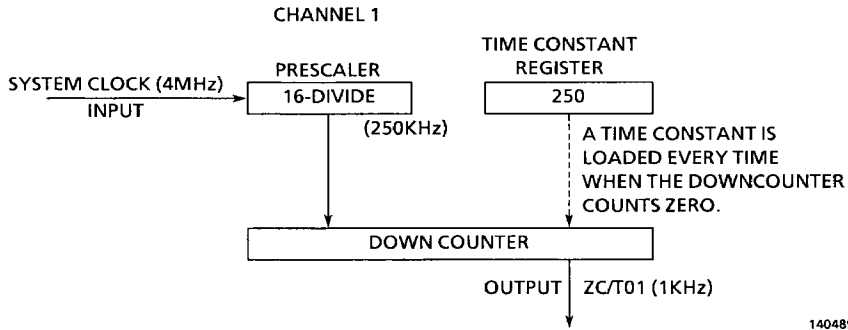 CHANNEL 1
TIME CONSTANT
REGISTER
PRESCALER
SYSTEM CLOCK (4MHz)
INPUT
16-DIVIDE
250
(250KHz)
A TIME CONSTANT IS
LOADED EVERY TIME
WHEN THE DOWNCOUNTER
COUNTS ZERO.
DOWN COUNTER
OUTPUT ZC/T01 (1KHz)